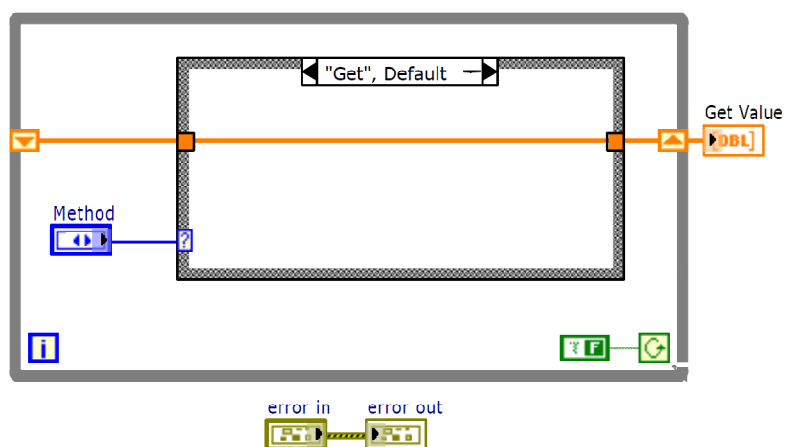 "Get", Default
Get Value
DBL
Method
?
i
F
error in error out